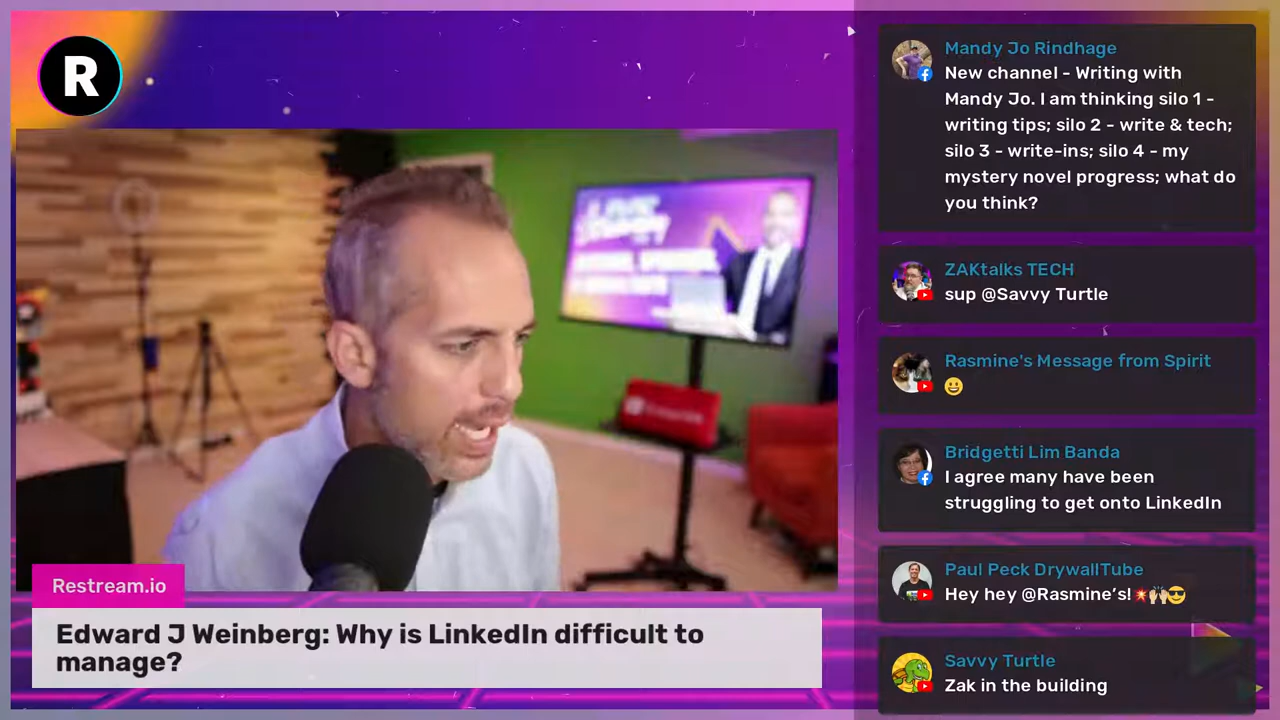 R
Restream.io
Edward J Weinberg: Why is LinkedIn difficult to
manage?
Mandy Jo Rindhage
New channel - Writing with
Mandy Jo. I am thinking silo 1 -
writing tips; silo 2 - write & tech;
silo 3 - write-ins; silo 4 - my
mystery novel progress; what do
you think?
ZAKtalks TECH
sup @Savvy Turtle
Rasmine's Message from Spirit
😀
Bridgetti Lim Banda
I agree many have been
struggling to get onto LinkedIn
Paul Peck DrywallTube
Hey hey @Rasmine’s!💥🙌🏼😎
Savvy Turtle
Zak in the building